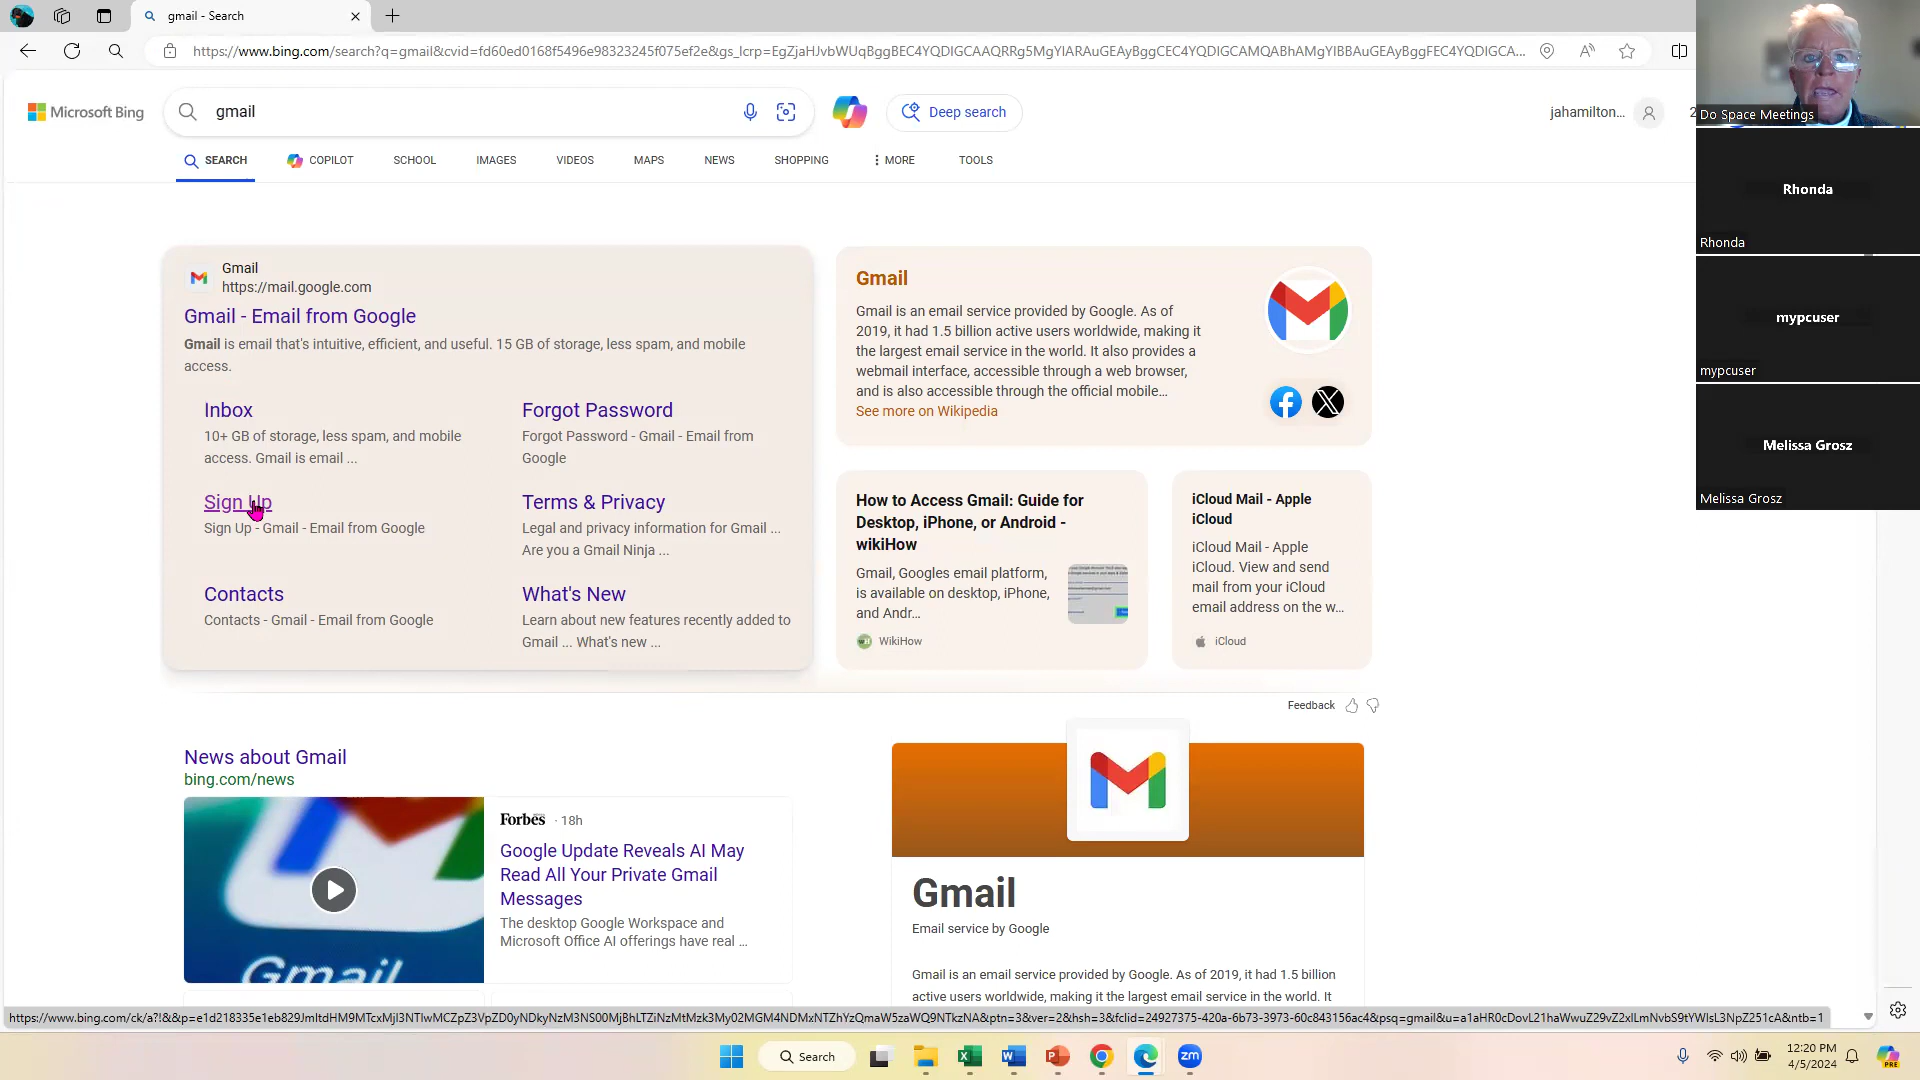 gmail - Search
https://www.bing.com/search?q=gmail&cvid=fd60ed0168f5496e98323245f075ef2e&gs_lcrp=EgZjaHJvbWUqBggBEC4YQDIGCAAQRRg5MgYIARAuGEAyBggCEC4YQDIGCAMQABhAMgYIBBAuGEAyBggFEC4YQDIGCA...
Microsoft Bing
gmail
Deep search
jahamilton...
Do Space Meetings
SEARCH COPILOT SCHOOL IMAGES VIDEOS MAPS NEWS SHOPPING MORE TOOLS
Rhonda
Rhonda
mypcuser
mypcuser
Melissa Grosz
Melissa Grosz
Gmail
https://mail.google.com
Gmail - Email from Google
Gmail is email that's intuitive, efficient, and useful. 15 GB of storage, less spam, and mobile
access.
Inbox
10+ GB of storage, less spam, and mobile
access. Gmail is email ...
Forgot Password
Forgot Password - Gmail - Email from
Google
Sign Up
Sign Up - Gmail - Email from Google
Terms & Privacy
Legal and privacy information for Gmail ...
Are you a Gmail Ninja ...
Contacts
Contacts - Gmail - Email from Google
What's New
Learn about new features recently added to
Gmail ... What's new ...
Gmail
Gmail is an email service provided by Google. As of
2019, it had 1.5 billion active users worldwide, making it
the largest email service in the world. It also provides a
webmail interface, accessible through a web browser,
and is also accessible through the official mobile...
See more on Wikipedia
How to Access Gmail: Guide for
Desktop, iPhone, or Android -
wikiHow
Gmail, Googles email platform,
is available on desktop, iPhone,
and Andr...
WikiHow
iCloud Mail - Apple
iCloud
iCloud Mail - Apple
iCloud. View and send
mail from your iCloud
email address on the w...
iCloud
Feedback
News about Gmail
bing.com/news
Gmail
Forbes · 18h
Google Update Reveals AI May
Read All Your Private Gmail
Messages
The desktop Google Workspace and
Microsoft Office AI offerings have real ...
Gmail
Email service by Google
Gmail is an email service provided by Google. As of 2019, it had 1.5 billion
active users worldwide, making it the largest email service in the world. It
Search
zm
12:20 PM
4/5/2024
PRE